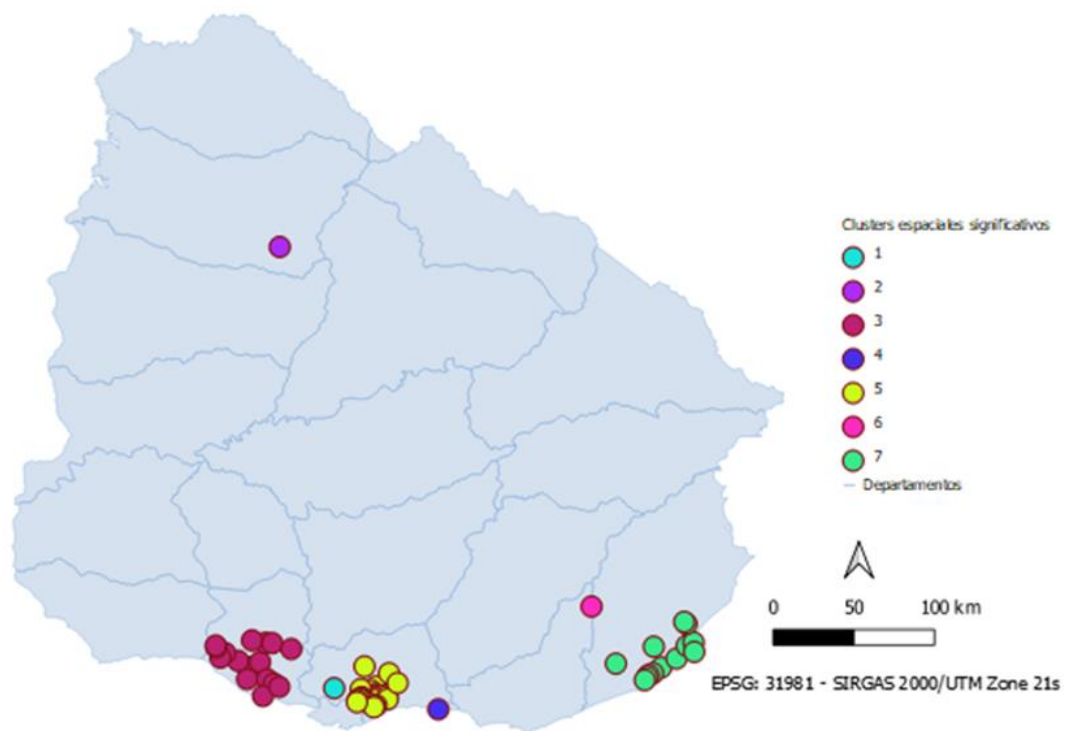 Clusters espaciales significativos
1
2
3
4
5
6
7
Departamentos
0 50 100 km
EPSG: 31981 - SIRGAS 2000/UTM Zone 21s